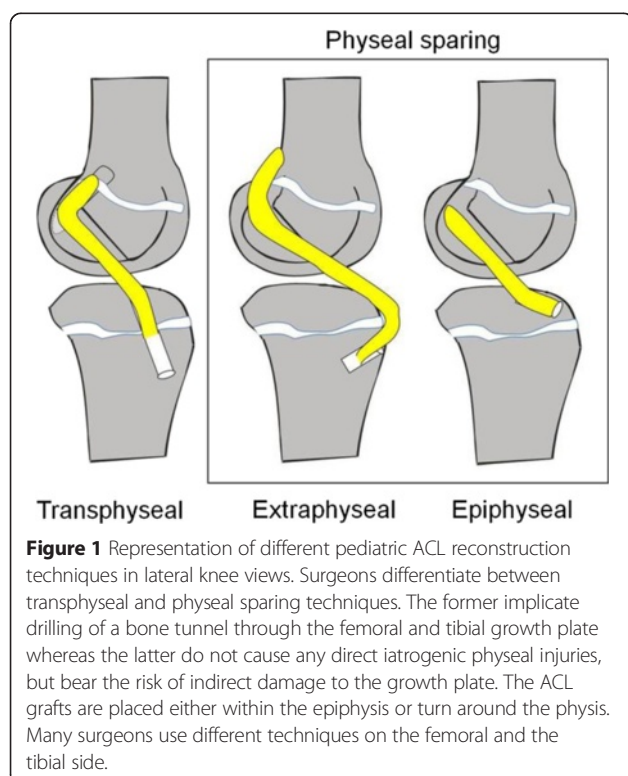 Physeal sparing
Transphyseal Extraphyseal Epiphyseal
Figure 1 Representation of different pediatric ACL reconstruction
techniques in lateral knee views. Surgeons differentiate between
transphyseal and physeal sparing techniques. The former implicate
drilling of a bone tunnel through the femoral and tibial growth plate
whereas the latter do not cause any direct iatrogenic physeal injuries,
but bear the risk of indirect damage to the growth plate. The ACL
grafts are placed either within the epiphysis or turn around the physis.
Many surgeons use different techniques on the femoral and the
tibial side.